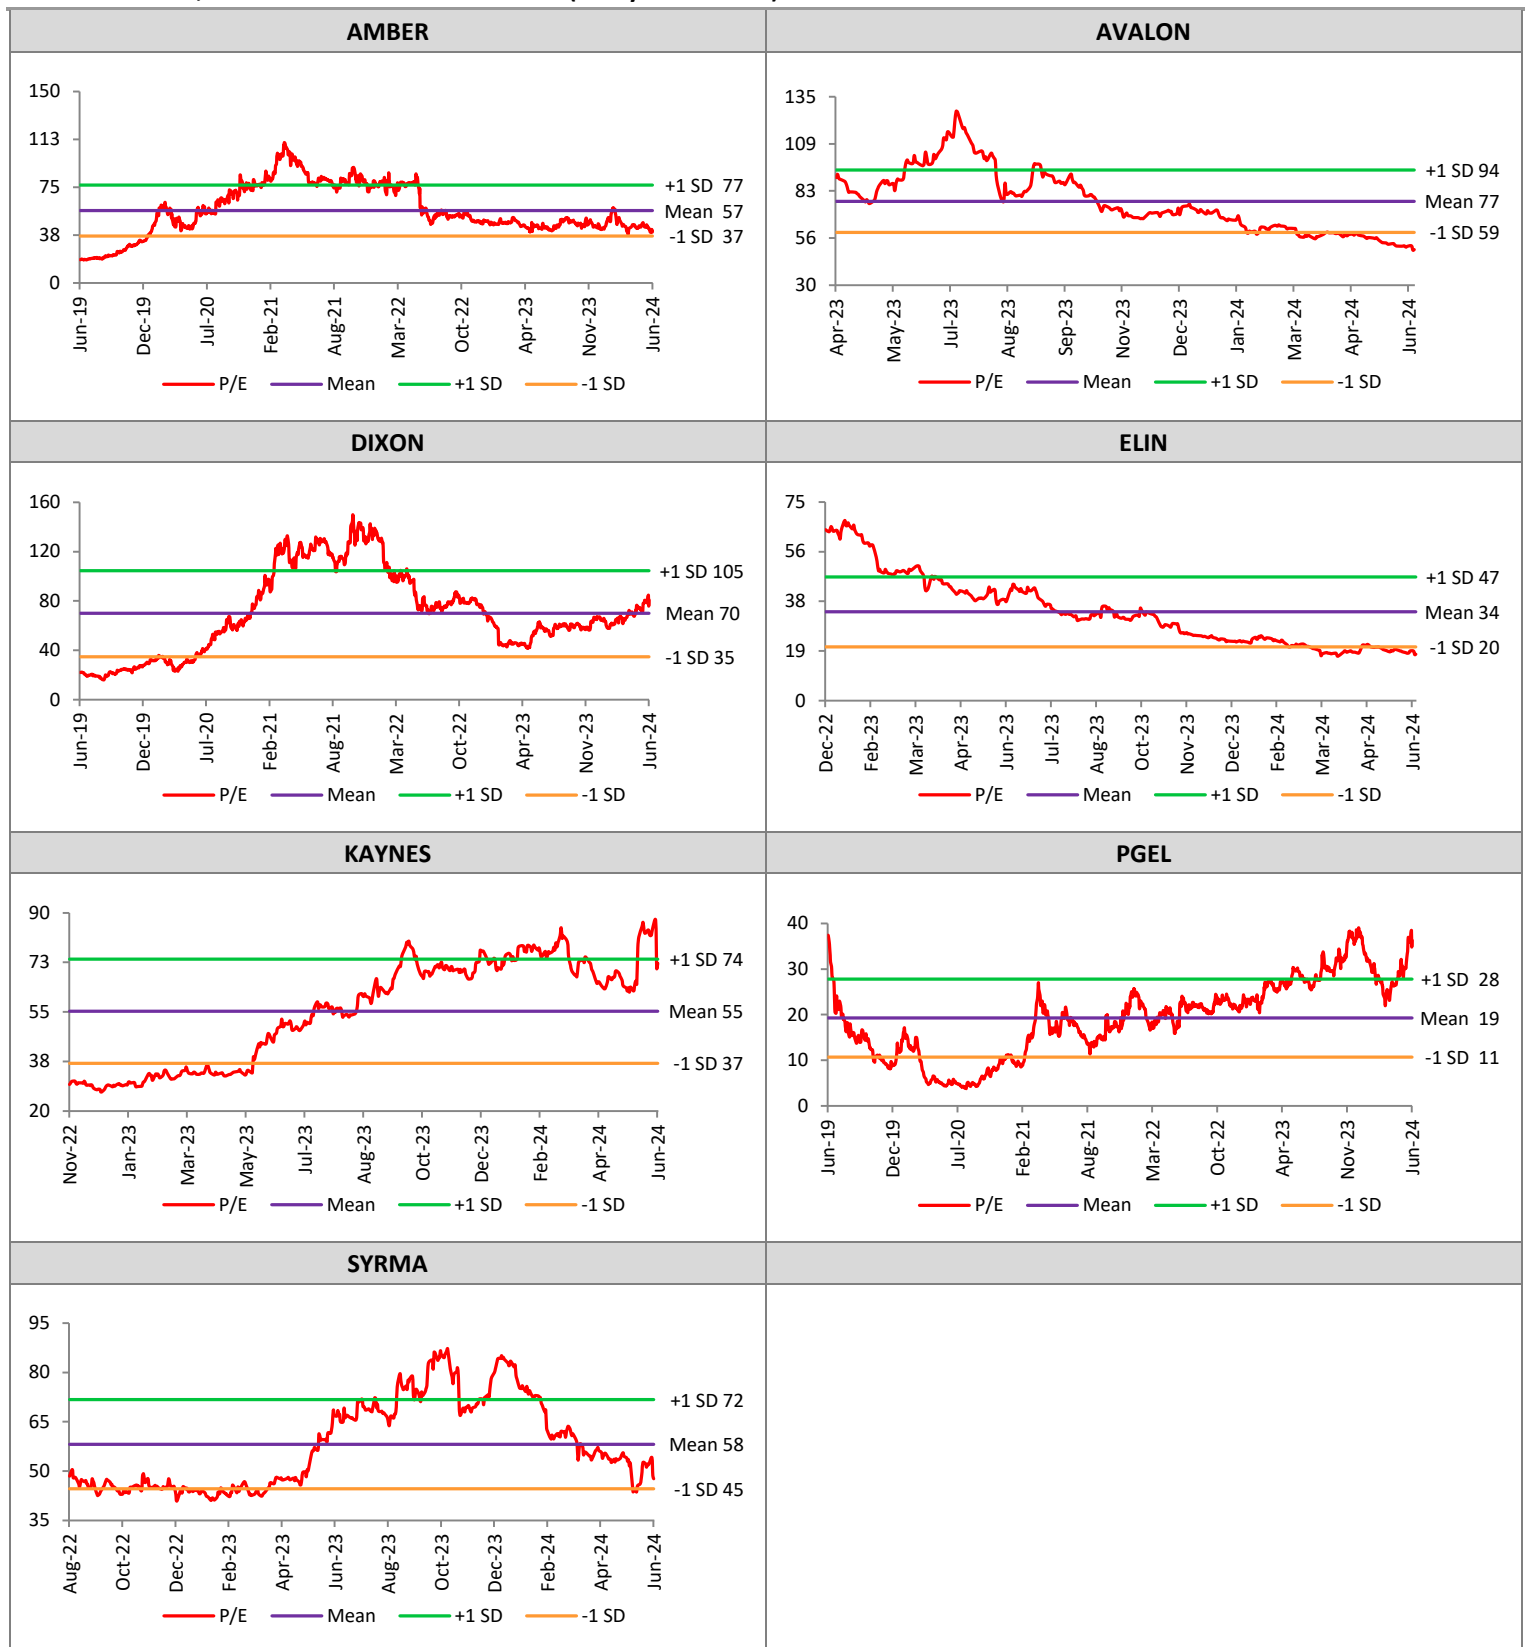 AMBER
AVALON
150
113
75
38
0
+1 SD 77
Mean 57
-1 SD 37
Jun-19
Dec-19
Jul-20
Feb-21
Aug-21
Mar-22
Oct-22
Apr-23
Nov-23
Jun-24
P/E Mean +1 SD -1 SD
135
109
83
56
30
+1 SD 94
Mean 77
-1 SD 59
Apr-23
May-23
Jul-23
Aug-23
Sep-23
Nov-23
Dec-23
Jan-24
Mar-24
Apr-24
Jun-24
P/E Mean +1 SD -1 SD
DIXON
ELIN
160
120
80
40
0
+1 SD 105
Mean 70
-1 SD 35
Jun-19
Dec-19
Jul-20
Feb-21
Aug-21
Mar-22
Oct-22
Apr-23
Nov-23
Jun-24
P/E Mean +1 SD -1 SD
75
56
38
19
0
+1 SD 47
Mean 34
-1 SD 20
Dec-22
Feb-23
Mar-23
Apr-23
Jun-23
Jul-23
Aug-23
Oct-23
Nov-23
Dec-23
Feb-24
Mar-24
Apr-24
Jun-24
P/E Mean +1 SD -1 SD
KAYNES
PGEL
90
73
55
38
20
+1 SD 74
Mean 55
-1 SD 37
Nov-22
Jan-23
Mar-23
May-23
Jul-23
Aug-23
Oct-23
Dec-23
Feb-24
Apr-24
Jun-24
P/E Mean +1 SD -1 SD
40
30
20
10
0
+1 SD 28
Mean 19
-1 SD 11
Jun-19
Dec-19
Jul-20
Feb-21
Aug-21
Mar-22
Oct-22
Apr-23
Nov-23
Jun-24
P/E Mean +1 SD -1 SD
SYRMA
95
80
65
50
35
+1 SD 72
Mean 58
-1 SD 45
Aug-22
Oct-22
Dec-22
Feb-23
Apr-23
Jun-23
Aug-23
Oct-23
Dec-23
Feb-24
Apr-24
Jun-24
P/E Mean +1 SD -1 SD